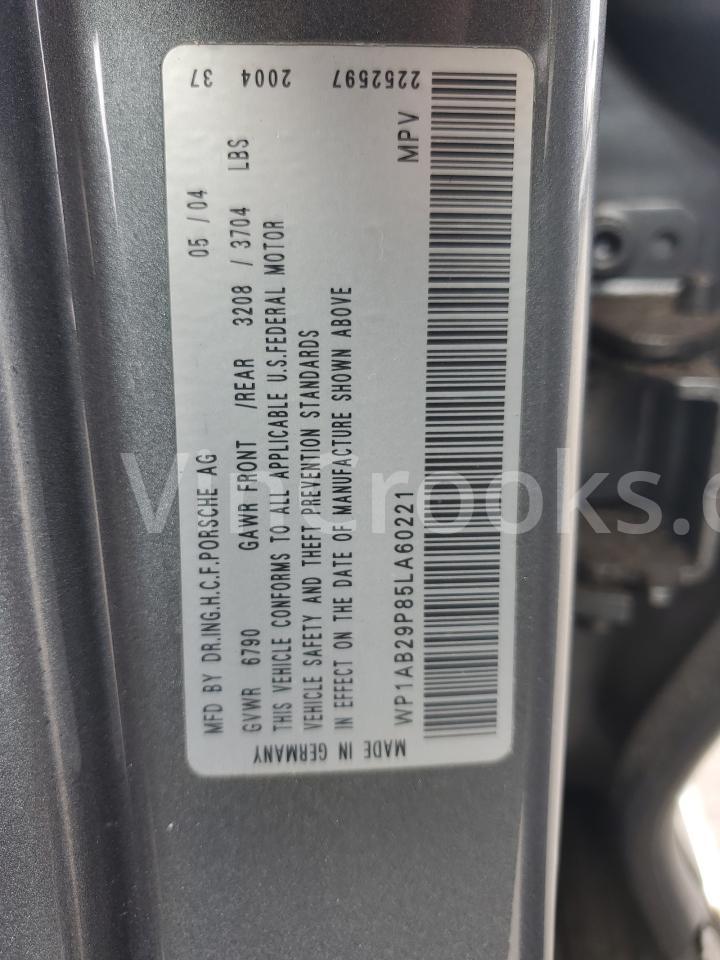 MFD BY DR.ING.H.C.F.PORSCHE AG 05 / 04
GVWR 6790 GAWR FRONT /REAR 3208 / 3704 LBS
THIS VEHICLE CONFORMS TO ALL APPLICABLE U.S.FEDERAL MOTOR
VEHICLE SAFETY AND THEFT PREVENTION STANDARDS
IN EFFECT ON THE DATE OF MANUFACTURE SHOWN ABOVE
WP1AB29P85LA60221 MPV
MADE IN GERMANY
37 2004 2252597
VinCrooks.c